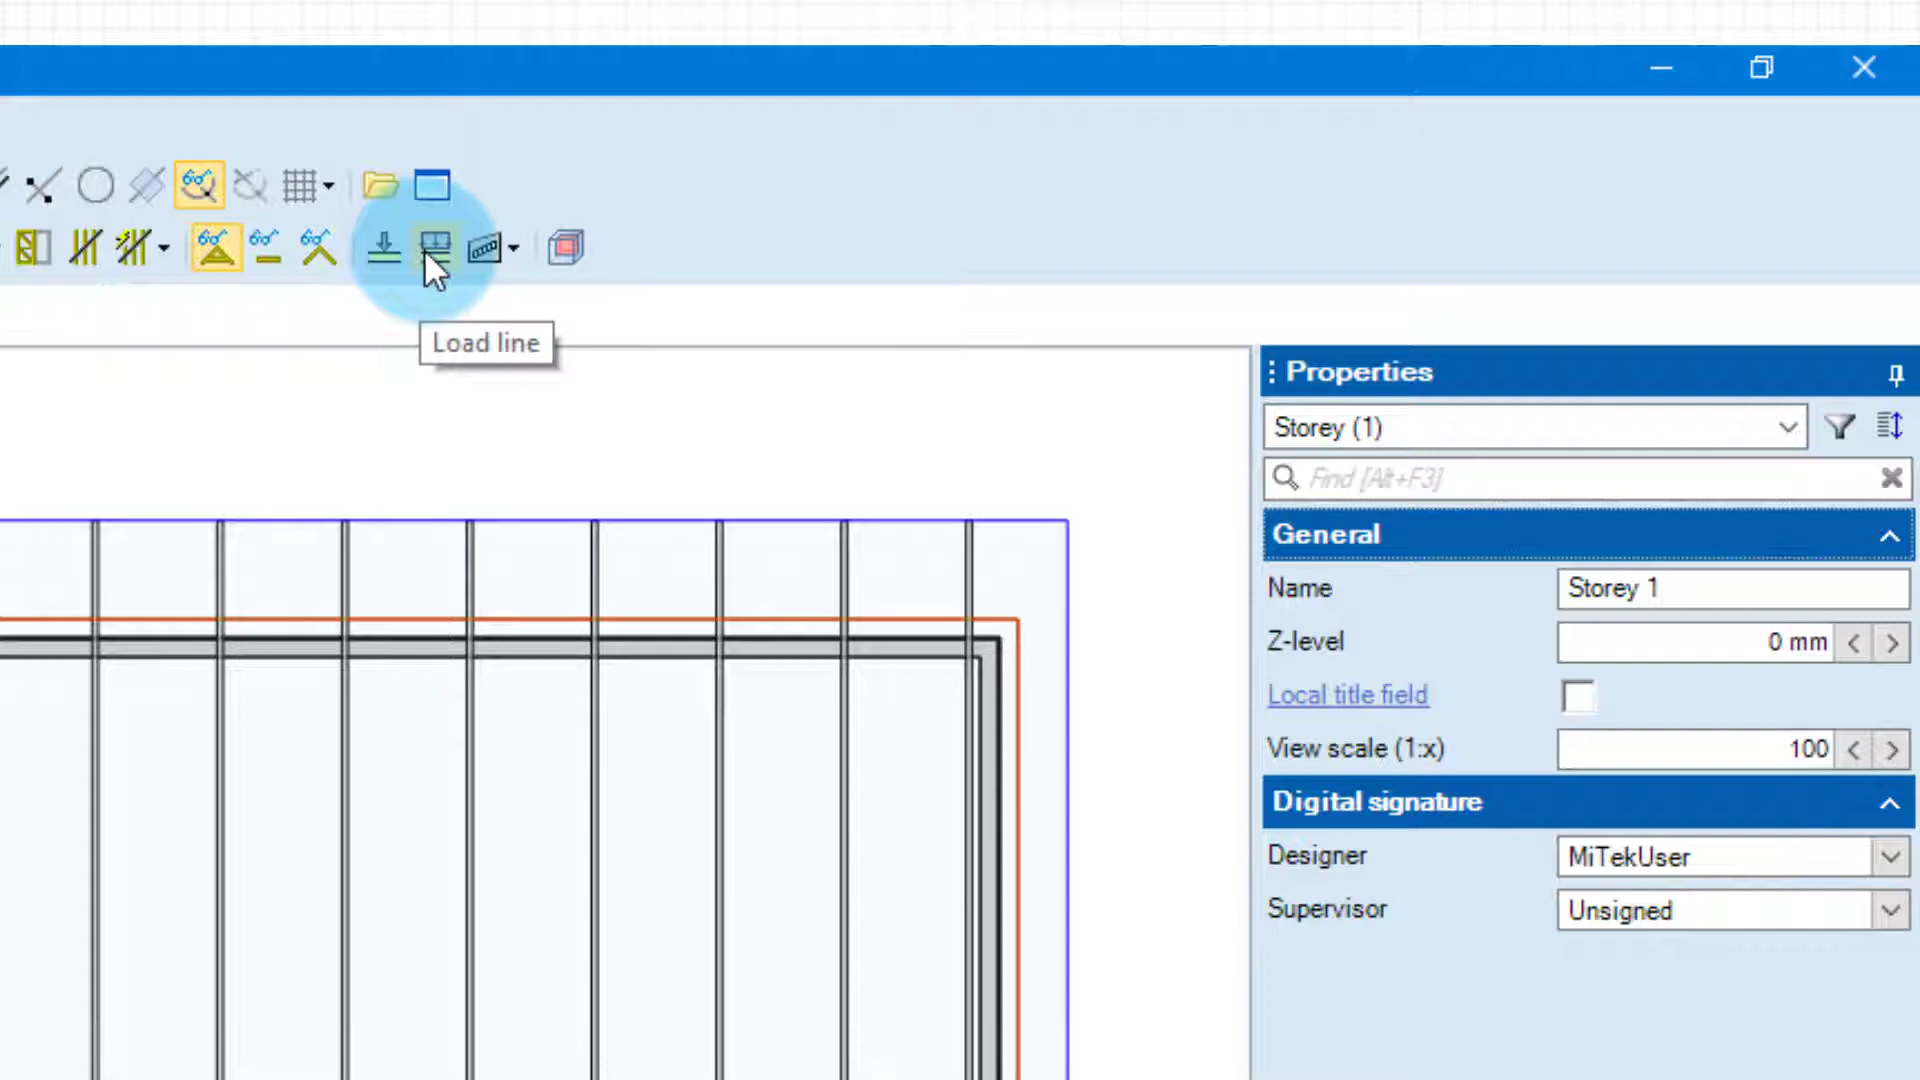 Load line
Properties
Storey (1)
Find [Alt+F3]
General
Name Storey 1
Z-level 0 mm
Local title field
View scale (1:x) 100
Digital signature
Designer MiTekUser
Supervisor Unsigned